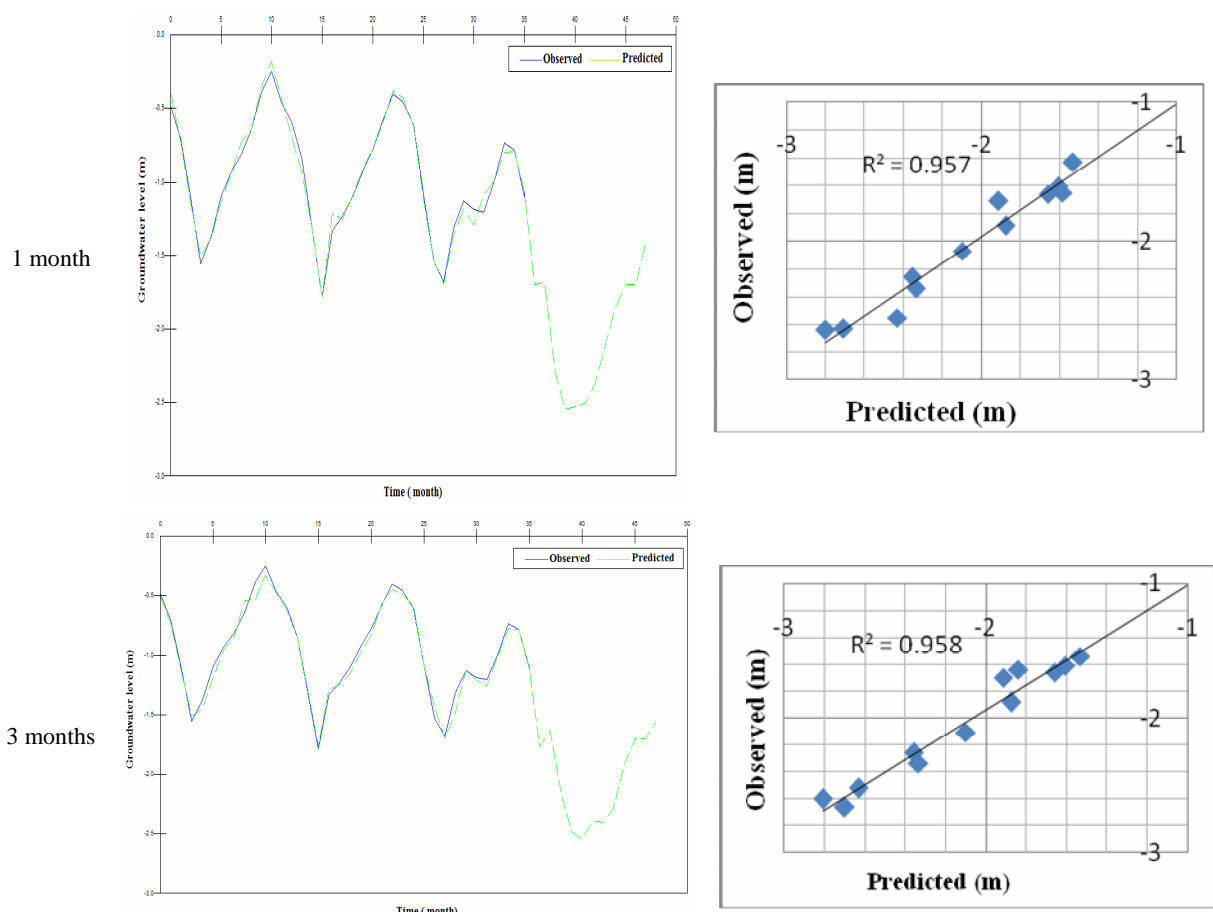 0 5 10 15 20 25 30 35 40 45 50
0.0
Observed Predicted
-0.5
-1.0
-1.5
-2.0
-2.5
-3.0
Groundwater level (m)
Time ( month)
1 month
-1
-3 -2 -1
R² = 0.957
-2
-3
Observed (m)
Predicted (m)
0 5 10 15 20 25 30 35 40 45 50
0.0
Observed Predicted
-0.5
-1.0
-1.5
-2.0
-2.5
-3.0
Groundwater level (m)
Time ( month)
3 months
-1
-3 -2 -1
R² = 0.958
-2
-3
Observed (m)
Predicted (m)